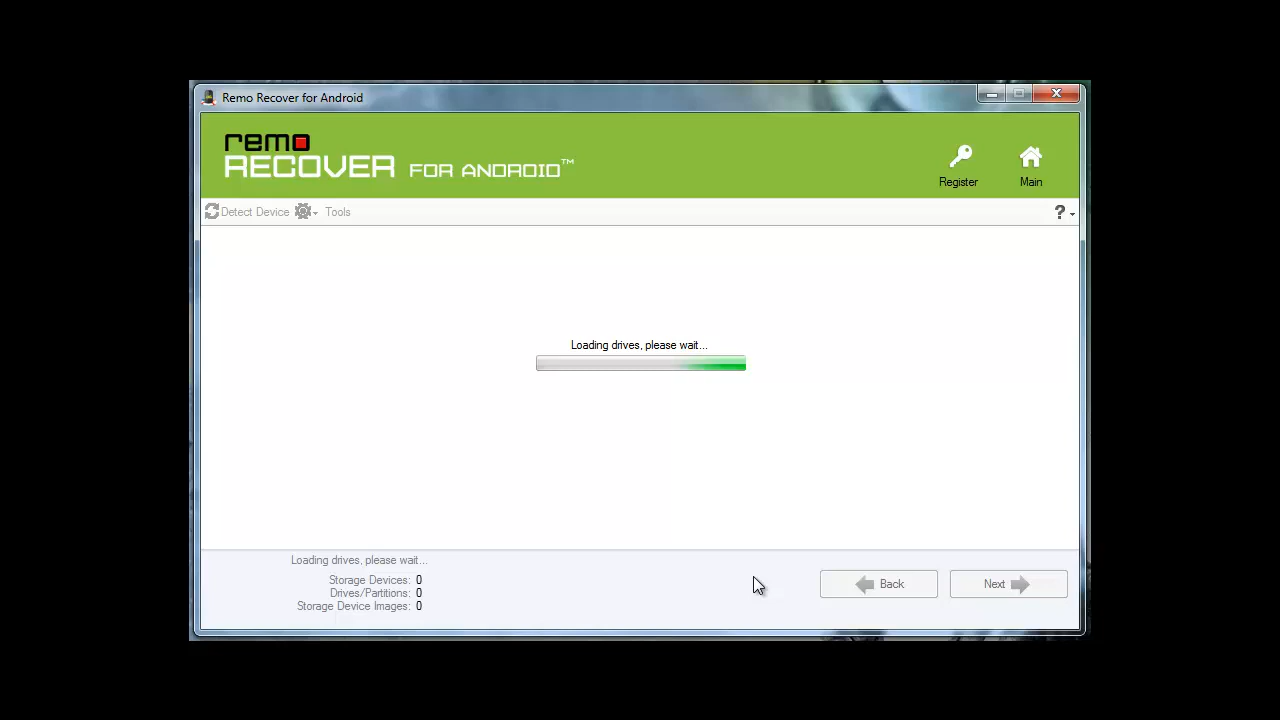 Remo Recover for Android
remo
RECOVER FOR ANDROID™
Register
Main
Detect Device
Tools
?
Loading drives, please wait...
Loading drives, please wait...
Storage Devices: 0
Drives/Partitions: 0
Storage Device Images: 0
Back
Next